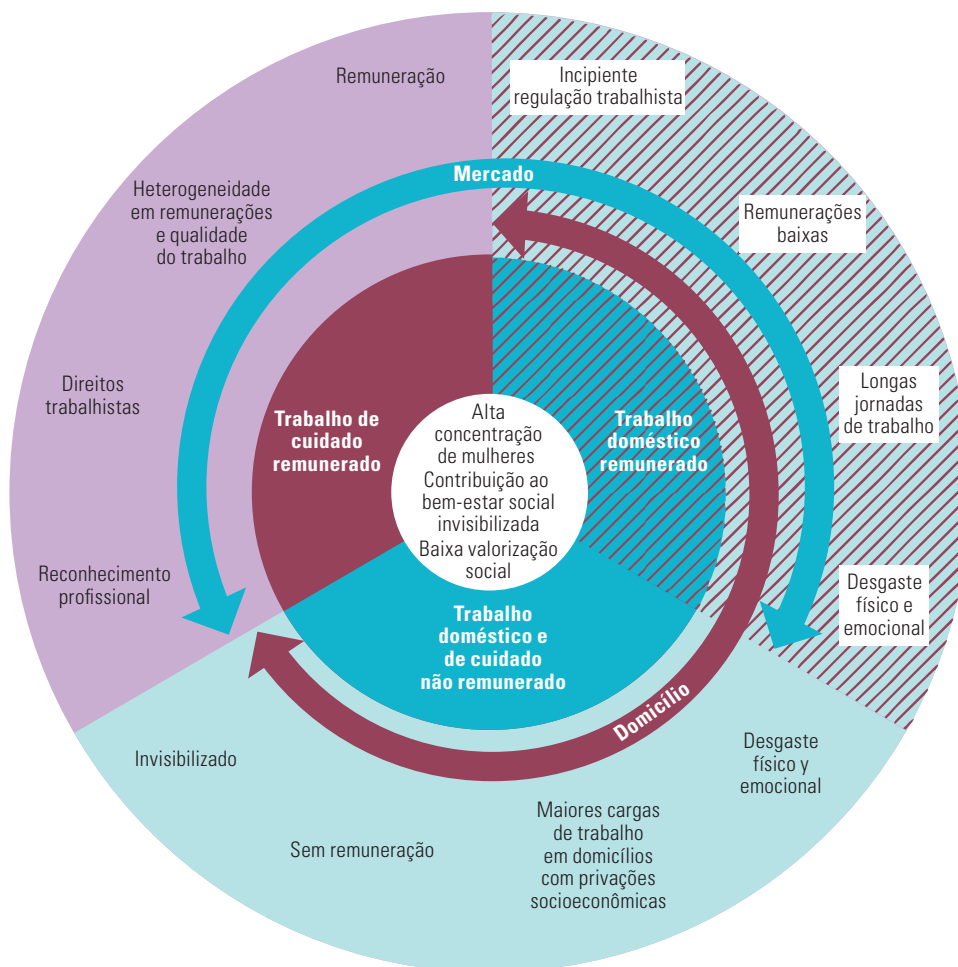 Remuneração
Incipiente
regulação trabalhista
Mercado
Heterogeneidade
em remunerações
e qualidade
do trabalho
Remunerações
baixas
Direitos
trabalhistas
Longas
jornadas
de trabalho
Trabalho de
cuidado
remunerado
Alta
concentração
de mulheres
Contribuição ao
bem-estar social
invisibilizada
Baixa valorização
social
Trabalho
doméstico
remunerado
Reconhecimento
profissional
Desgaste
físico e
emocional
Trabalho
doméstico e
de cuidado
não remunerado
Domicílio
Invisibilizado
Sem remuneração
Maiores cargas
de trabalho
em domicílios
com privações
socioeconômicas
Desgaste
físico y
emocional